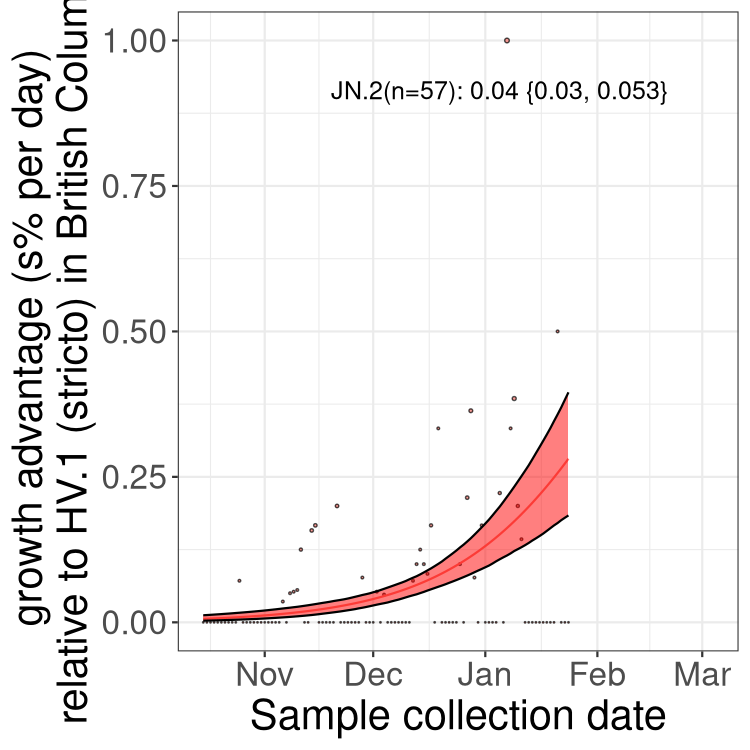 growth advantage (s% per day)
relative to HV.1 (stricto) in British Colum
1.00
0.75
0.50
0.25
0.00
JN.2(n=57): 0.04 {0.03, 0.053}
Nov Dec Jan Feb Mar
Sample collection date